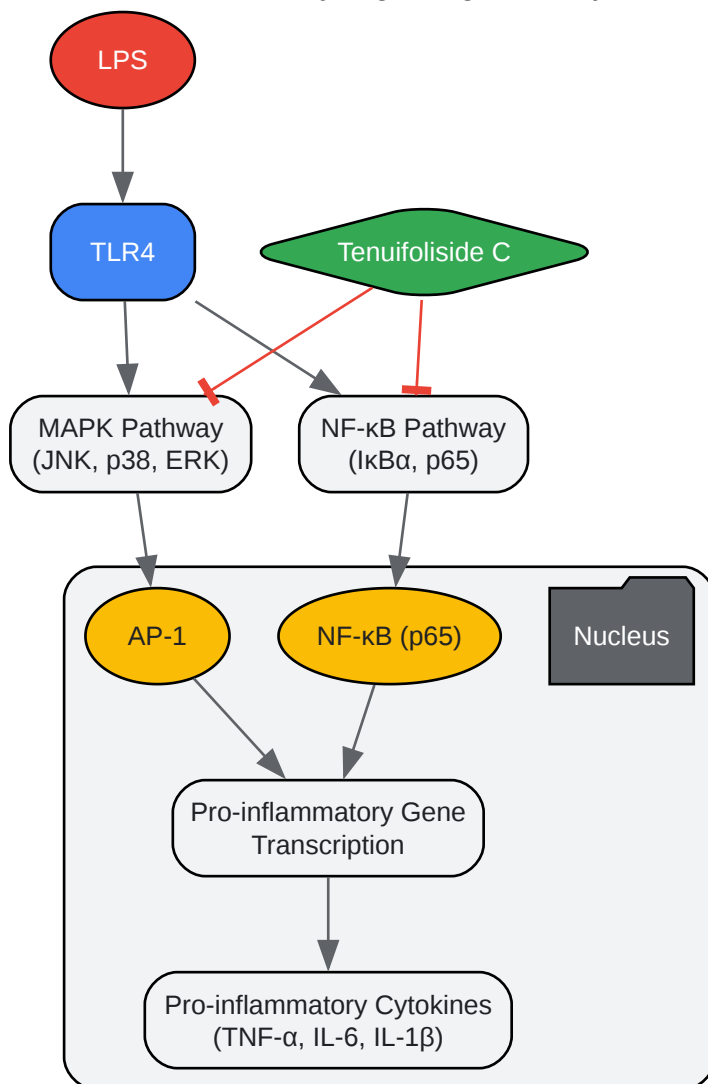 LPS
TLR4
Tenuifoliside C
MAPK Pathway
(JNK, p38, ERK)
NF-κB Pathway
(IκBα, p65)
AP-1
NF-κB (p65)
Nucleus
Pro-inflammatory Gene
Transcription
Pro-inflammatory Cytokines
(TNF-α, IL-6, IL-1β)